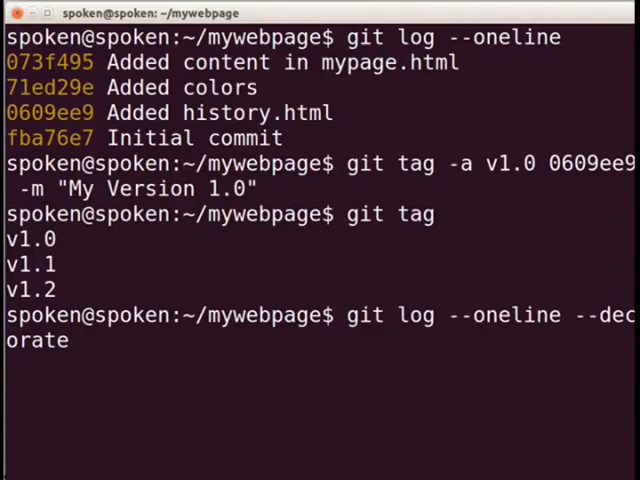 spoken@spoken: ~/mywebpage
spoken@spoken:~/mywebpage$ git log --oneline
073f495 Added content in mypage.html
71ed29e Added colors
0609ee9 Added history.html
fba76e7 Initial commit
spoken@spoken:~/mywebpage$ git tag -a v1.0 0609ee9
-m "My Version 1.0"
spoken@spoken:~/mywebpage$ git tag
v1.0
v1.1
v1.2
spoken@spoken:~/mywebpage$ git log --oneline --dec
orate